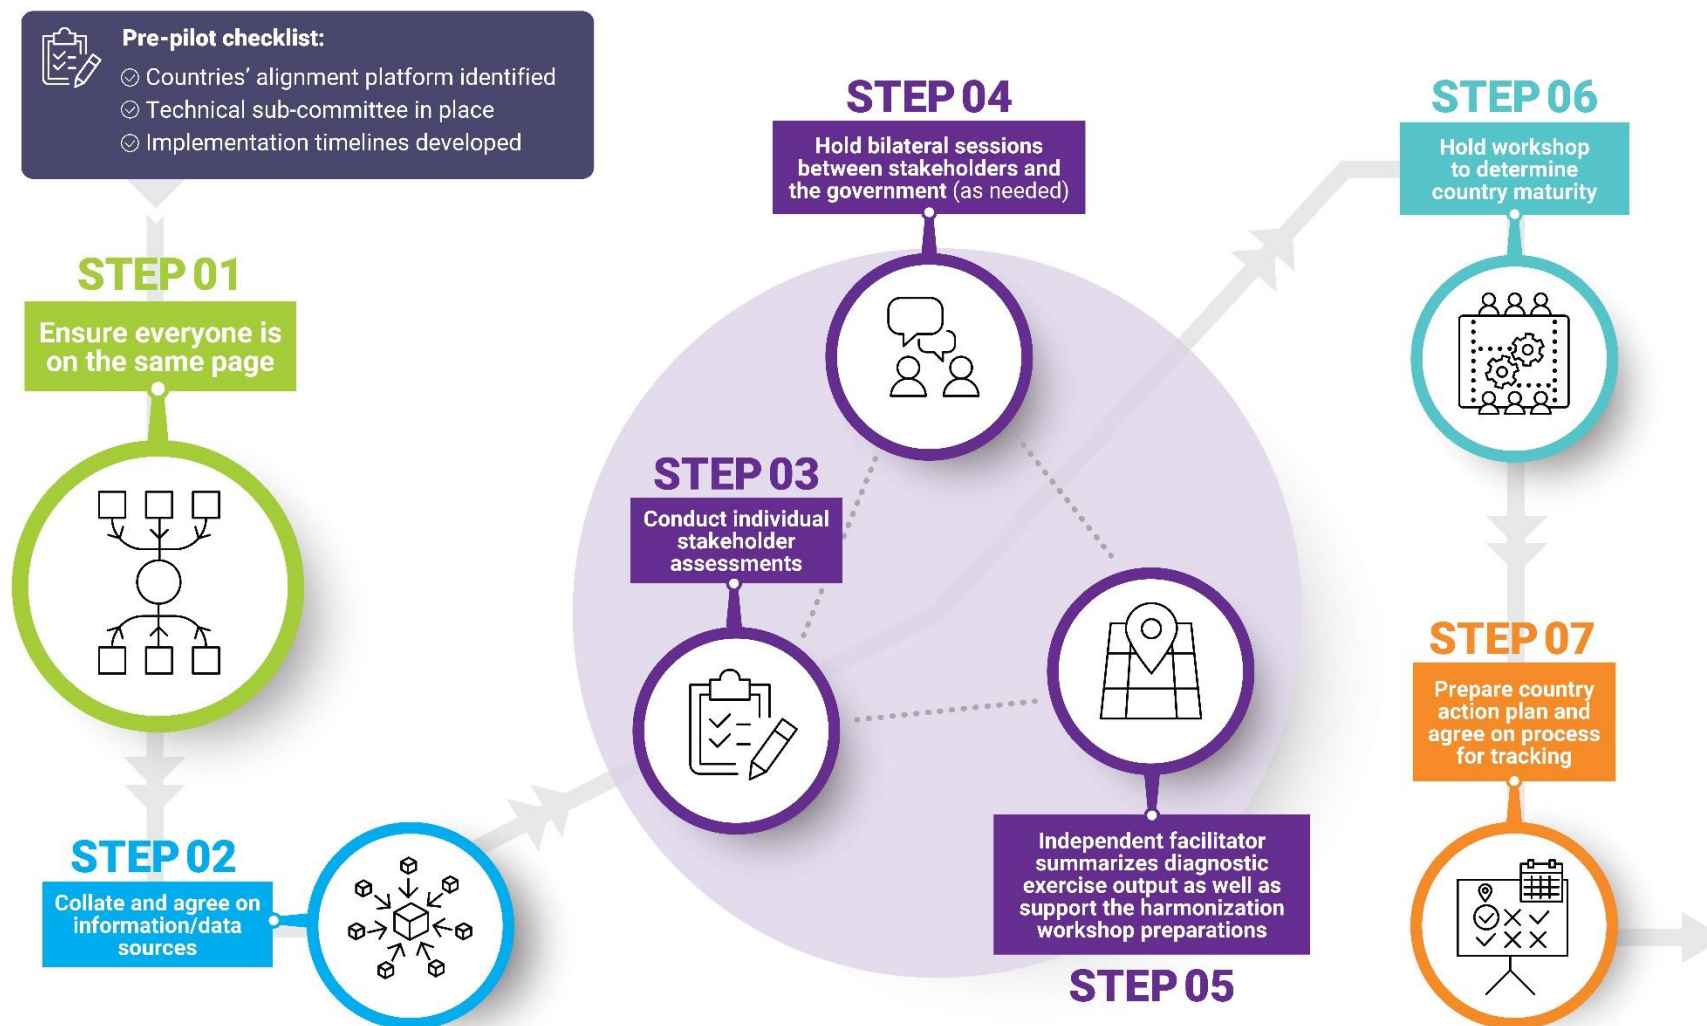 Pre-pilot checklist:
Countries’ alignment platform identified
Technical sub-committee in place
Implementation timelines developed
STEP 01
Ensure everyone is
on the same page
STEP 02
Collate and agree on
information/data
sources
STEP 03
Conduct individual
stakeholder
assessments
STEP 04
Hold bilateral sessions
between stakeholders and
the government (as needed)
Independent facilitator
summarizes diagnostic
exercise output as well as
support the harmonization
workshop preparations
STEP 05
STEP 06
Hold workshop
to determine
country maturity
STEP 07
Prepare country
action plan and
agree on process
for tracking